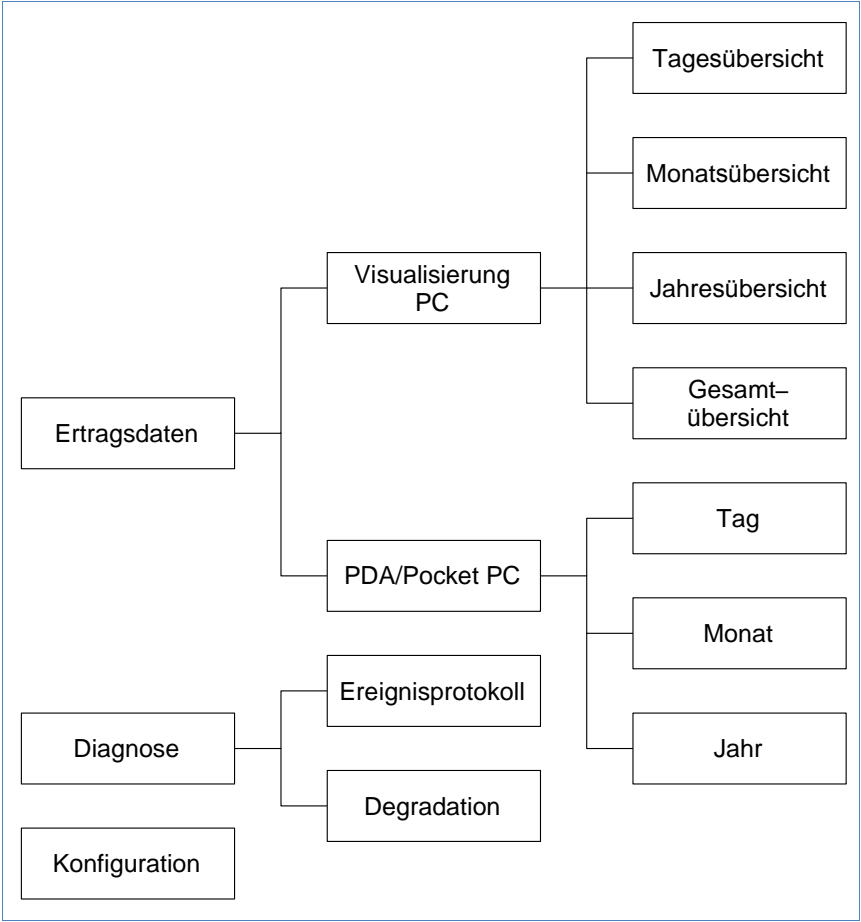 Tagesübersicht
Monatsübersicht
Visualisierung
PC
Jahresübersicht
Gesamt–
übersicht
Ertragsdaten
Tag
PDA/Pocket PC
Monat
Ereignisprotokoll
Diagnose
Jahr
Degradation
Konfiguration